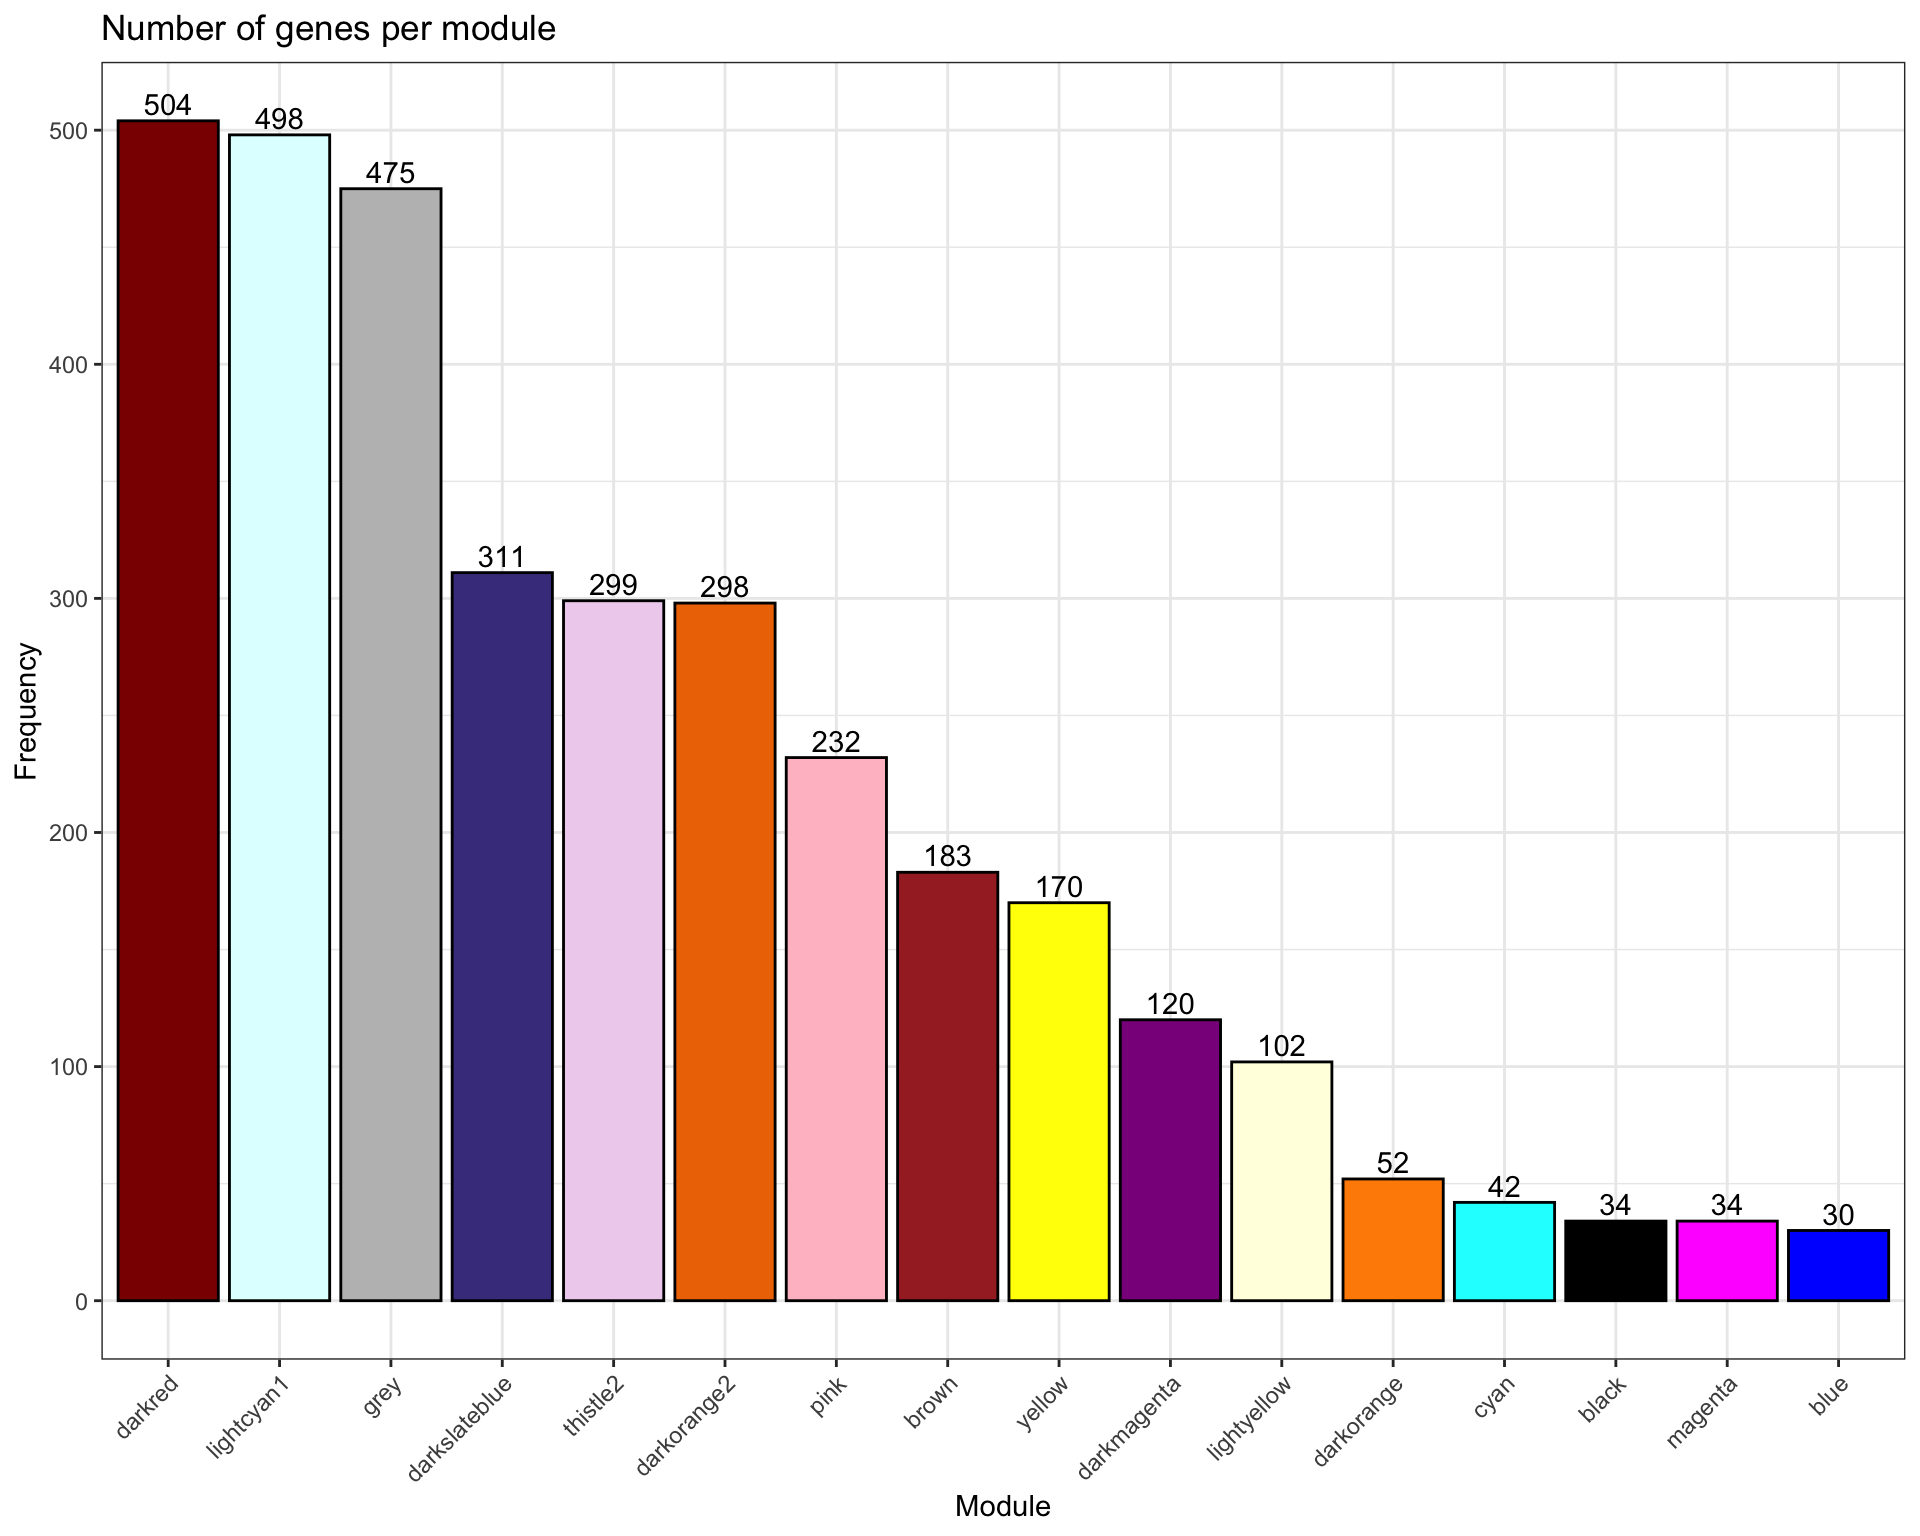 Number of genes per module
504
498
475
311
299
298
232
183
170
120
102
52
42
34
34
30
500
400
300
200
100
0
Frequency
darkred
lightcyan1
grey
darkslateblue
thistle2
darkorange2
pink
brown
yellow
darkmagenta
lightyellow
darkorange
cyan
black
magenta
blue
Module